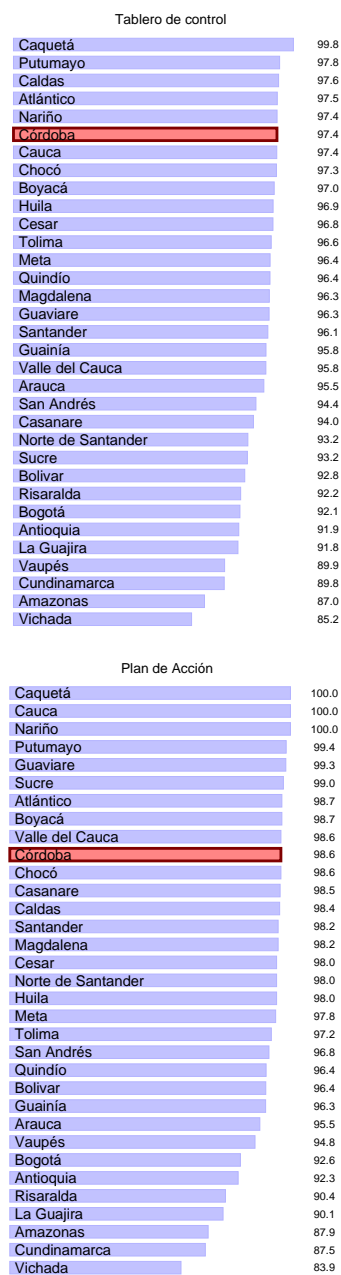 Tablero de control
Caquetá 99.8
Putumayo 97.8
Caldas 97.6
Atlántico 97.5
Nariño 97.4
Córdoba 97.4
Cauca 97.4
Chocó 97.3
Boyacá 97.0
Huila 96.9
Cesar 96.8
Tolima 96.6
Meta 96.4
Quindío 96.4
Magdalena 96.3
Guaviare 96.3
Santander 96.1
Guainía 95.8
Valle del Cauca 95.8
Arauca 95.5
San Andrés 94.4
Casanare 94.0
Norte de Santander 93.2
Sucre 93.2
Bolivar 92.8
Risaralda 92.2
Bogotá 92.1
Antioquia 91.9
La Guajira 91.8
Vaupés 89.9
Cundinamarca 89.8
Amazonas 87.0
Vichada 85.2
Plan de Acción
Caquetá 100.0
Cauca 100.0
Nariño 100.0
Putumayo 99.4
Guaviare 99.3
Sucre 99.0
Atlántico 98.7
Boyacá 98.7
Valle del Cauca 98.6
Córdoba 98.6
Chocó 98.6
Casanare 98.5
Caldas 98.4
Santander 98.2
Magdalena 98.2
Cesar 98.0
Norte de Santander 98.0
Huila 98.0
Meta 97.8
Tolima 97.2
San Andrés 96.8
Quindío 96.4
Bolivar 96.4
Guainía 96.3
Arauca 95.5
Vaupés 94.8
Bogotá 92.6
Antioquia 92.3
Risaralda 90.4
La Guajira 90.1
Amazonas 87.9
Cundinamarca 87.5
Vichada 83.9